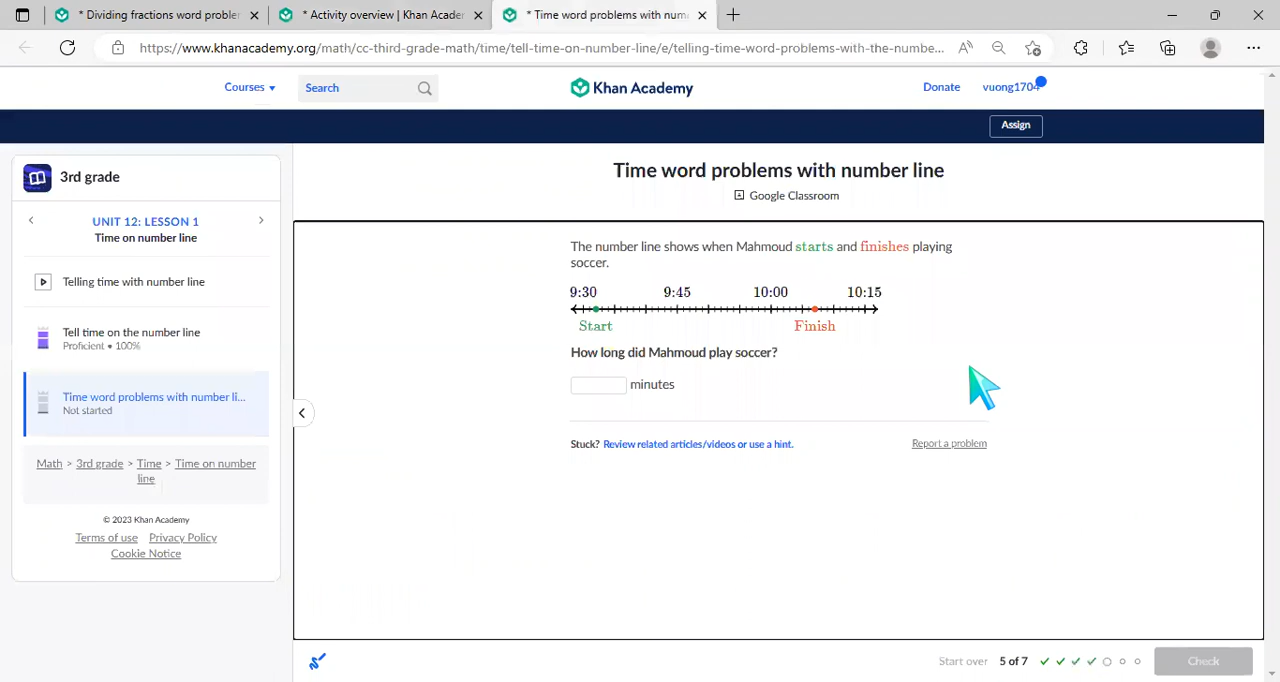 * Dividing fractions word probler
* Activity overview | Khan Acader
* Time word problems with num
https://www.khanacademy.org/math/cc-third-grade-math/time/tell-time-on-number-line/e/telling-time-word-problems-with-the-numbe...
Courses
Search
Khan Academy
Donate
vuong1704
Assign
3rd grade
UNIT 12: LESSON 1
Time on number line
Telling time with number line
Tell time on the number line
Proficient • 100%
Time word problems with number li...
Not started
Math > 3rd grade > Time > Time on number
line
© 2023 Khan Academy
Terms of use Privacy Policy
Cookie Notice
Time word problems with number line
Google Classroom
The number line shows when Mahmoud starts and finishes playing
soccer.
9:30 9:45 10:00 10:15
Start Finish
How long did Mahmoud play soccer?
minutes
Stuck? Review related articles/videos or use a hint.
Report a problem
Start over 5 of 7 Check